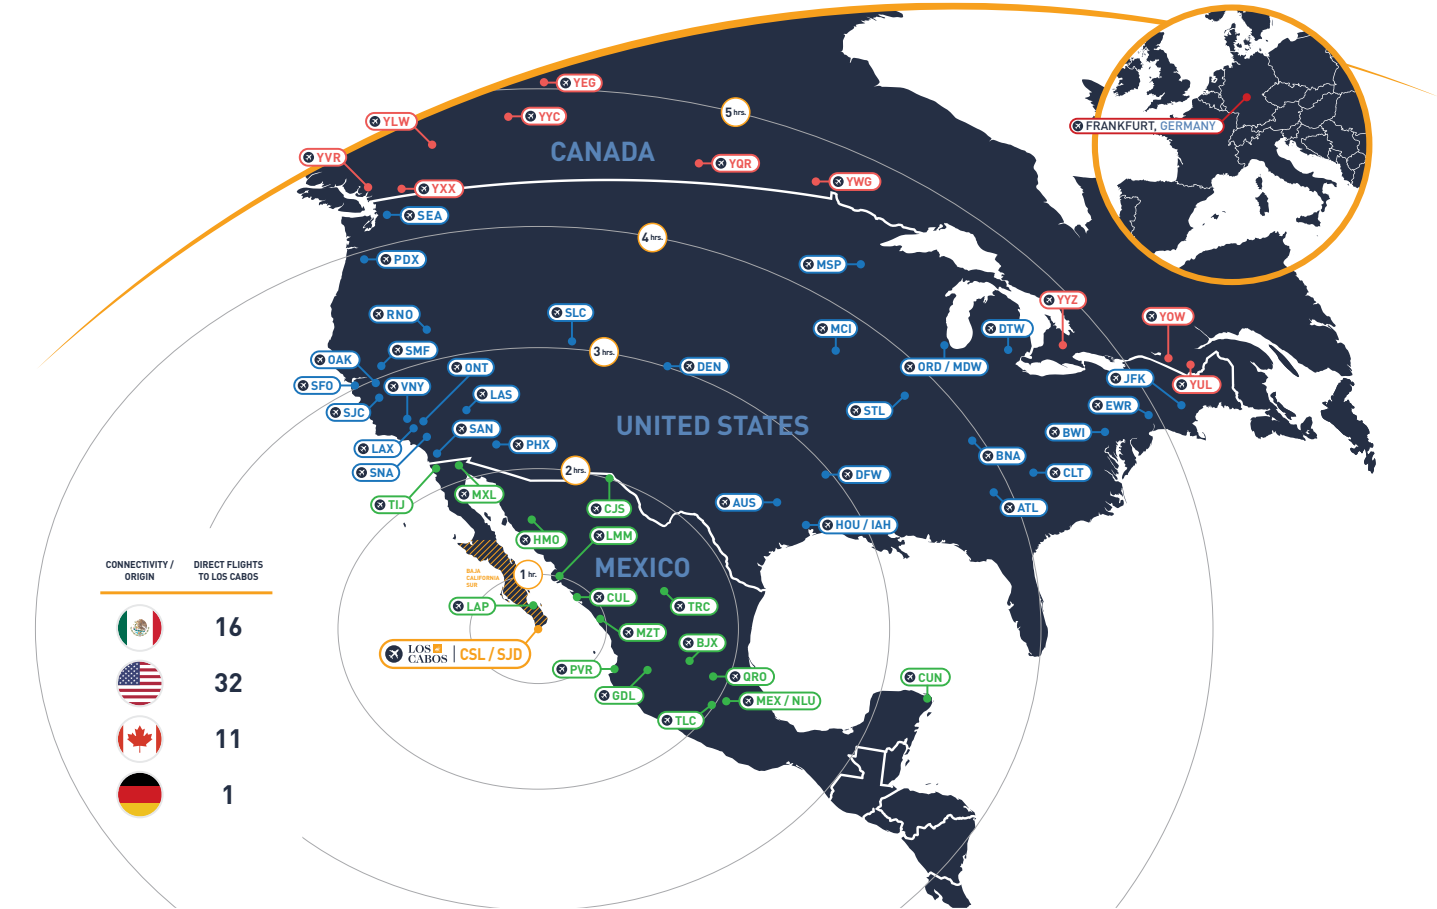 YEG
5 hrs.
YYC
YLW
FRANKFURT, GERMANY
CANADA
YVR
YQR
YXX
YWG
SEA
4 hrs.
PDX
MSP
YYZ
RNO
SLC
YOW
MCI
DTW
SMF
3 hrs.
OAK
ONT
DEN
ORD / MDW
JFK
SFO
VNY
YUL
LAS
EWR
SJC
STL
UNITED STATES
SAN
BWI
LAX
PHX
BNA
SNA
2 hrs.
DFW
CLT
MXL
TIJ
CJS
AUS
ATL
HOU / IAH
HMO
LMM
MEXICO
CONNECTIVITY /
ORIGIN
DIRECT FLIGHTS
TO LOS CABOS
BAJA
CALIFORNIA
SUR
1 hr.
LAP
CUL
TRC
16
MZT
BJX
LOS
CABOS
CSL / SJD
PVR
QRO
CUN
32
GDL
MEX / NLU
TLC
11
1